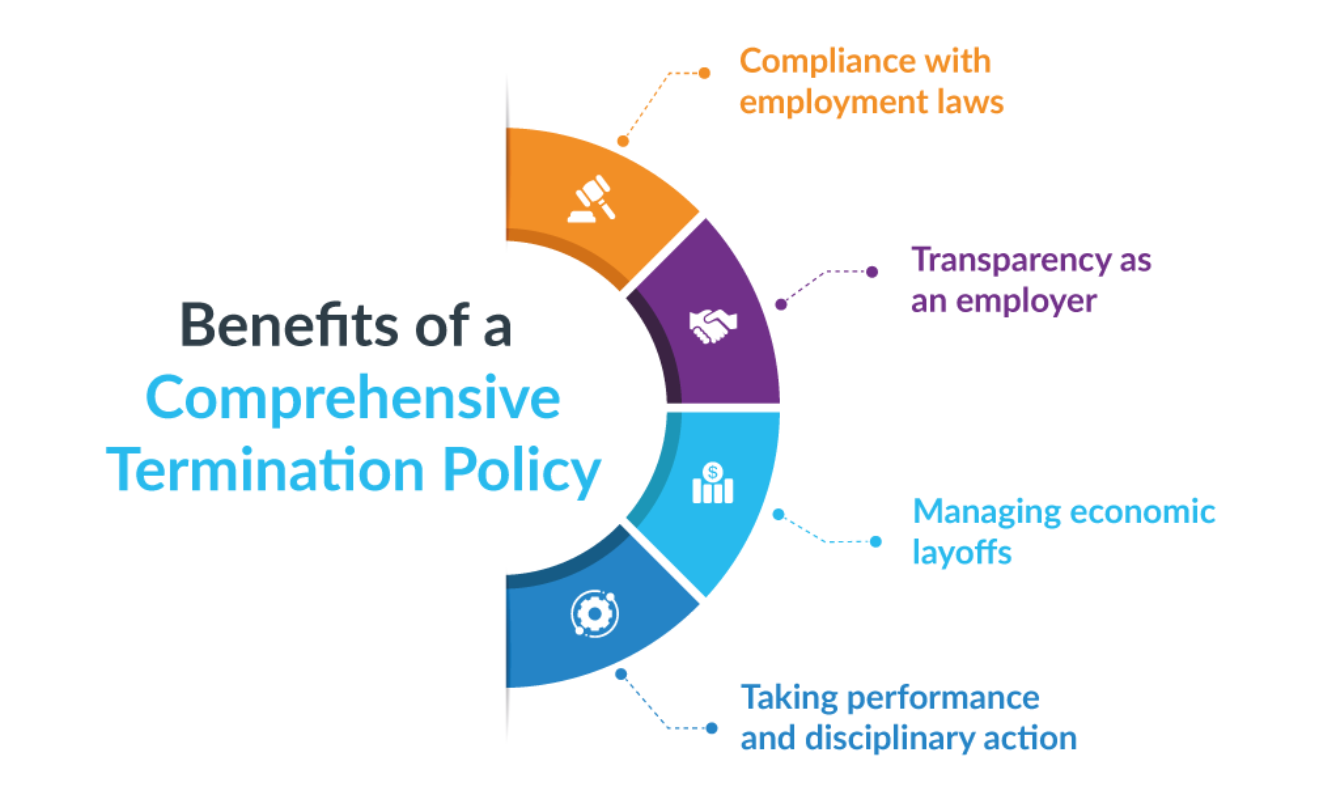 Benefits of a
Comprehensive
Termination Policy
Compliance with
employment laws
Transparency as
an employer
$
Managing economic
layoffs
Taking performance
and disciplinary action